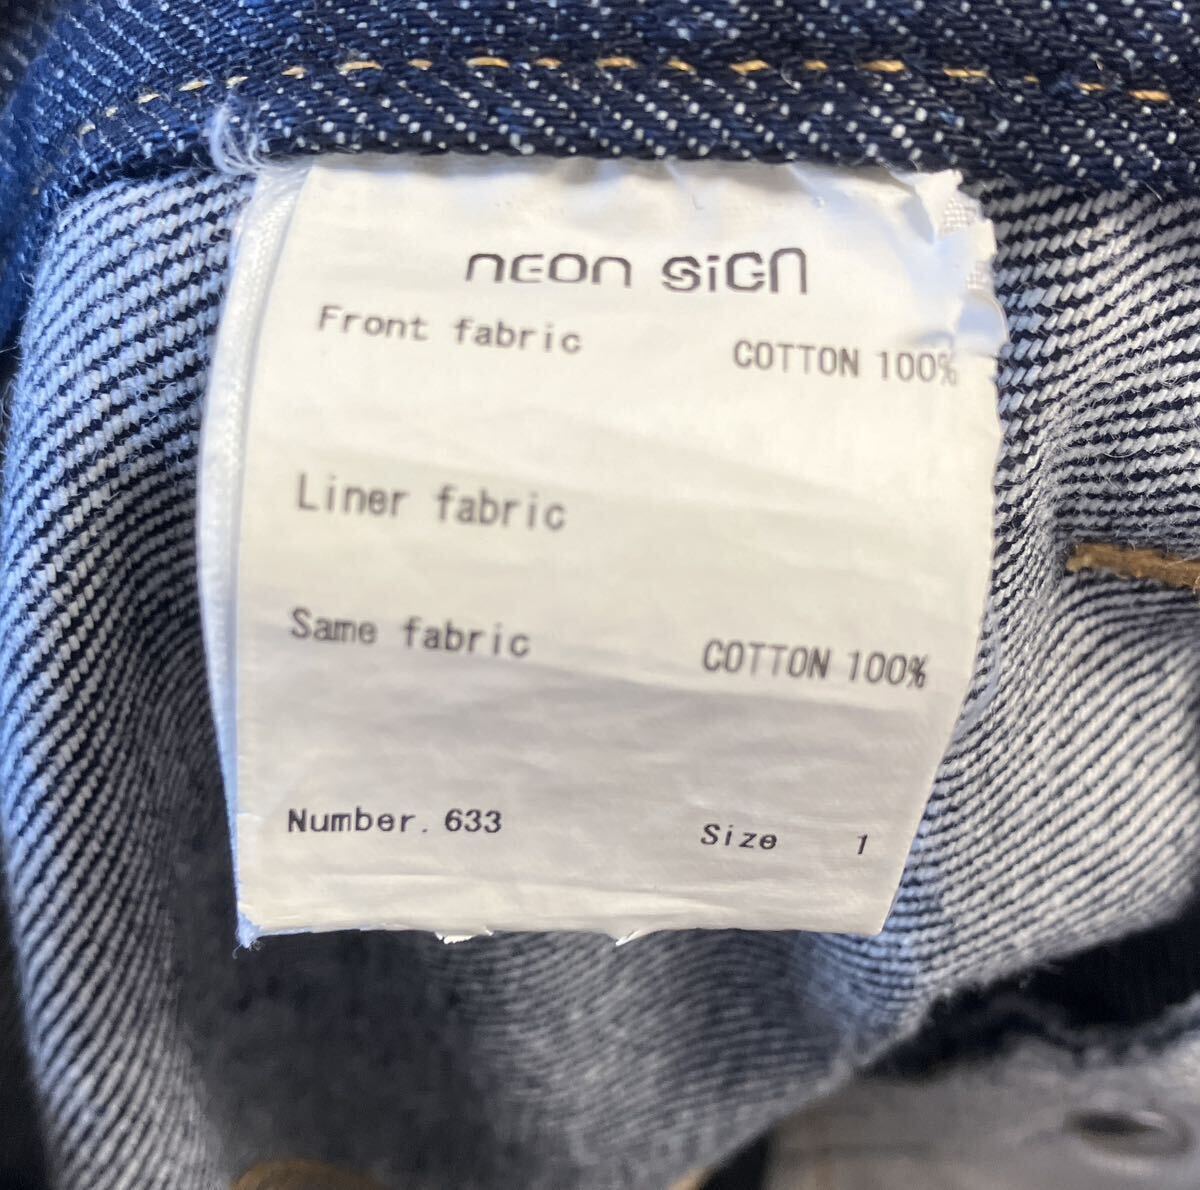 neon sign
Front fabric COTTON 100%
Liner fabric
Same fabric COTTON 100%
Number. 633 Size 1